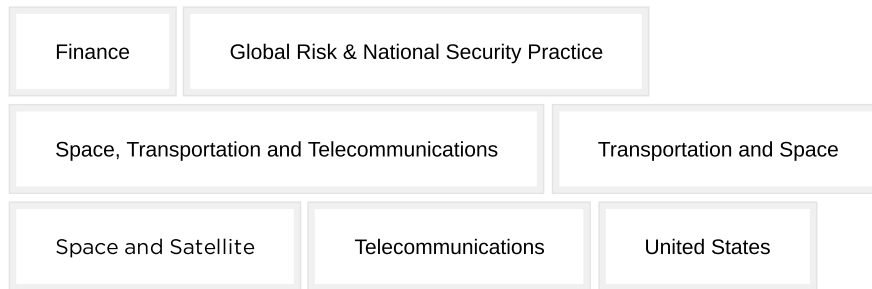 Finance Global Risk & National Security Practice
Space, Transportation and Telecommunications Transportation and Space
Space and Satellite Telecommunications United States